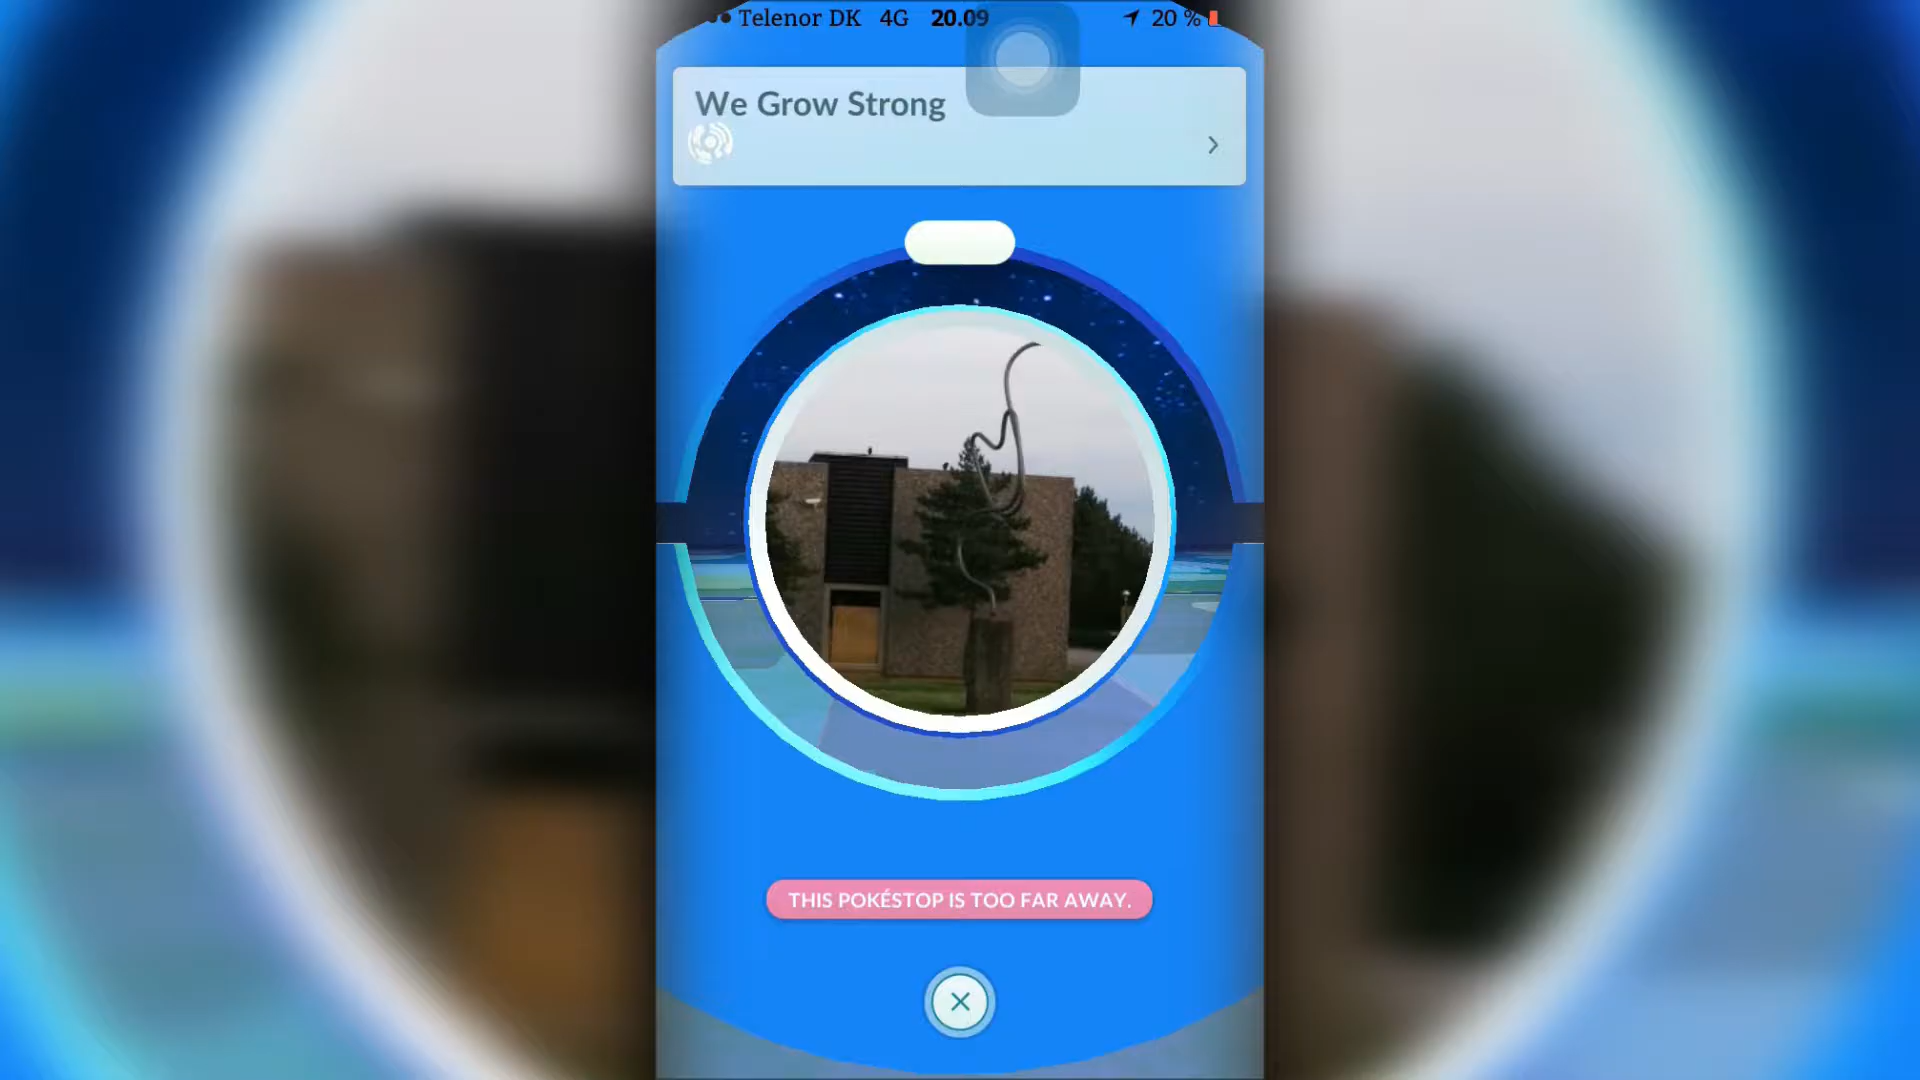 Telenor DK 4G 20.09 20 %
We Grow Strong
THIS POKÉSTOP IS TOO FAR AWAY.